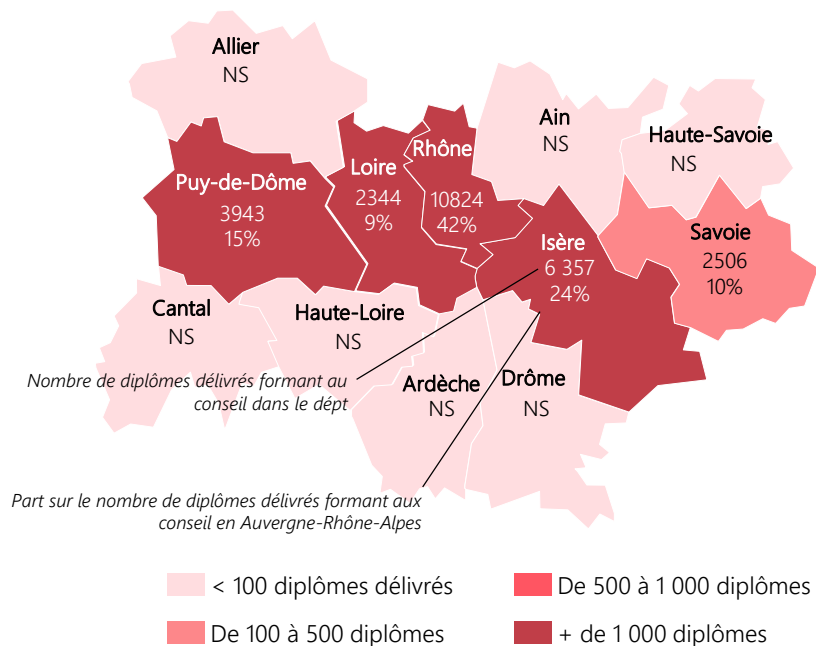 Allier
NS
Ain
NS
Haute-Savoie
NS
Puy-de-Dôme
3943
15%
Loire
2344
9%
Rhône
10824
42%
Isère
6 357
24%
Savoie
2506
10%
Cantal
NS
Haute-Loire
NS
Ardèche
NS
Drôme
NS
Nombre de diplômes délivrés formant au
conseil dans le dépt
Part sur le nombre de diplômes délivrés formant aux
conseil en Auvergne-Rhône-Alpes
< 100 diplômes délivrés
De 500 à 1 000 diplômes
De 100 à 500 diplômes
+ de 1 000 diplômes